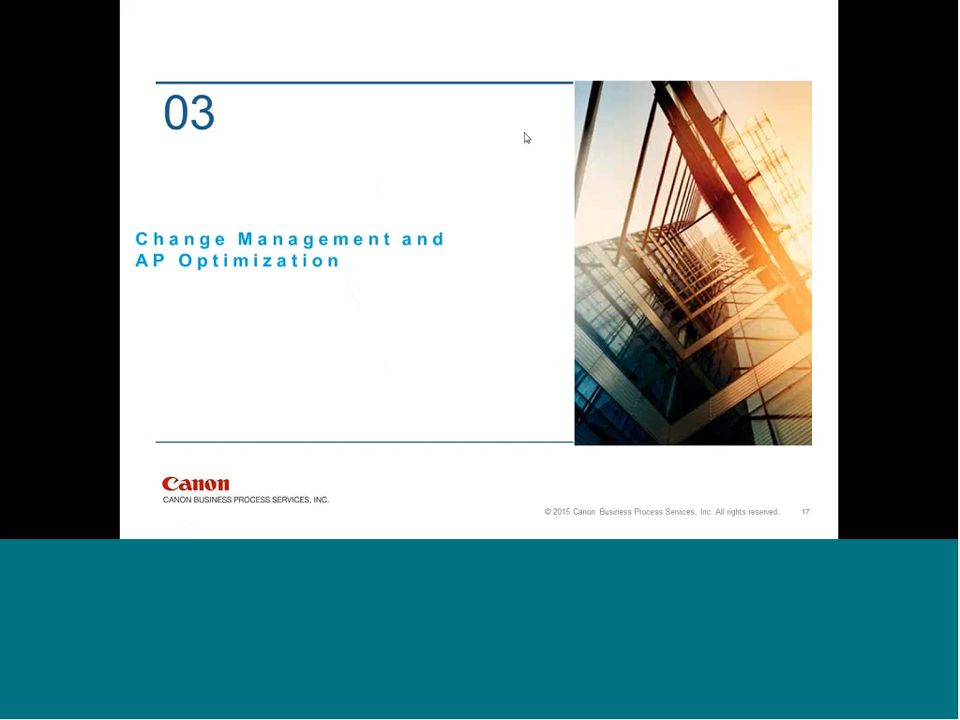 03
Change Management and
AP Optimization
Canon
CANON BUSINESS PROCESS SERVICES, INC.
© 2015 Canon Business Process Services, Inc. All rights reserved. 17